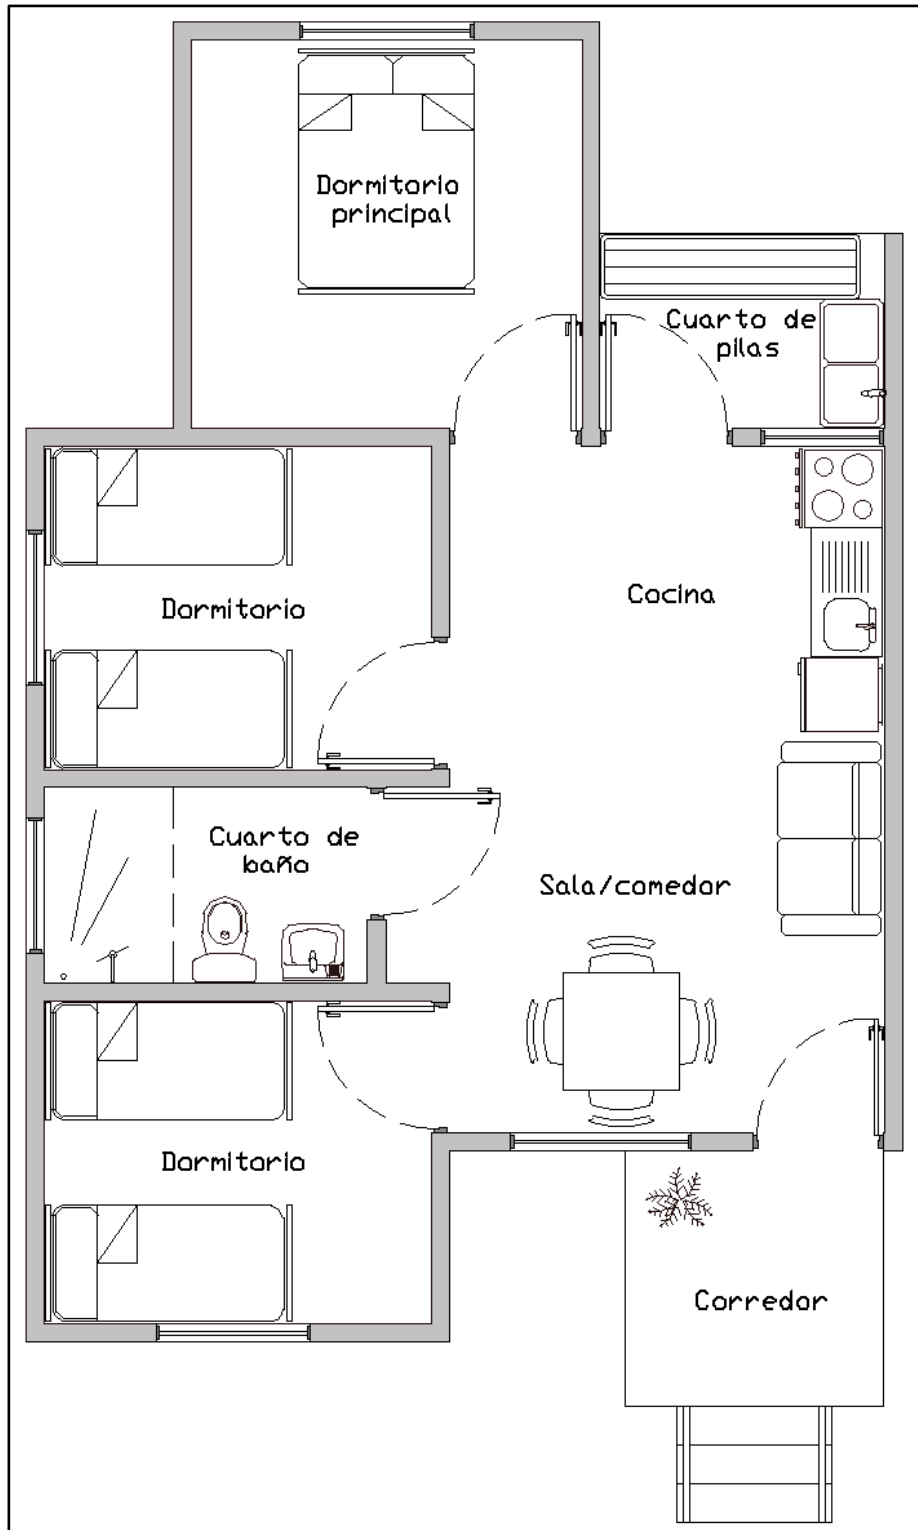 Dormitorio
principal
Cuarto de
pilas
Cocina
Dormitorio
Cuarto de
baño
Sala/comedor
Dormitorio
Corredor